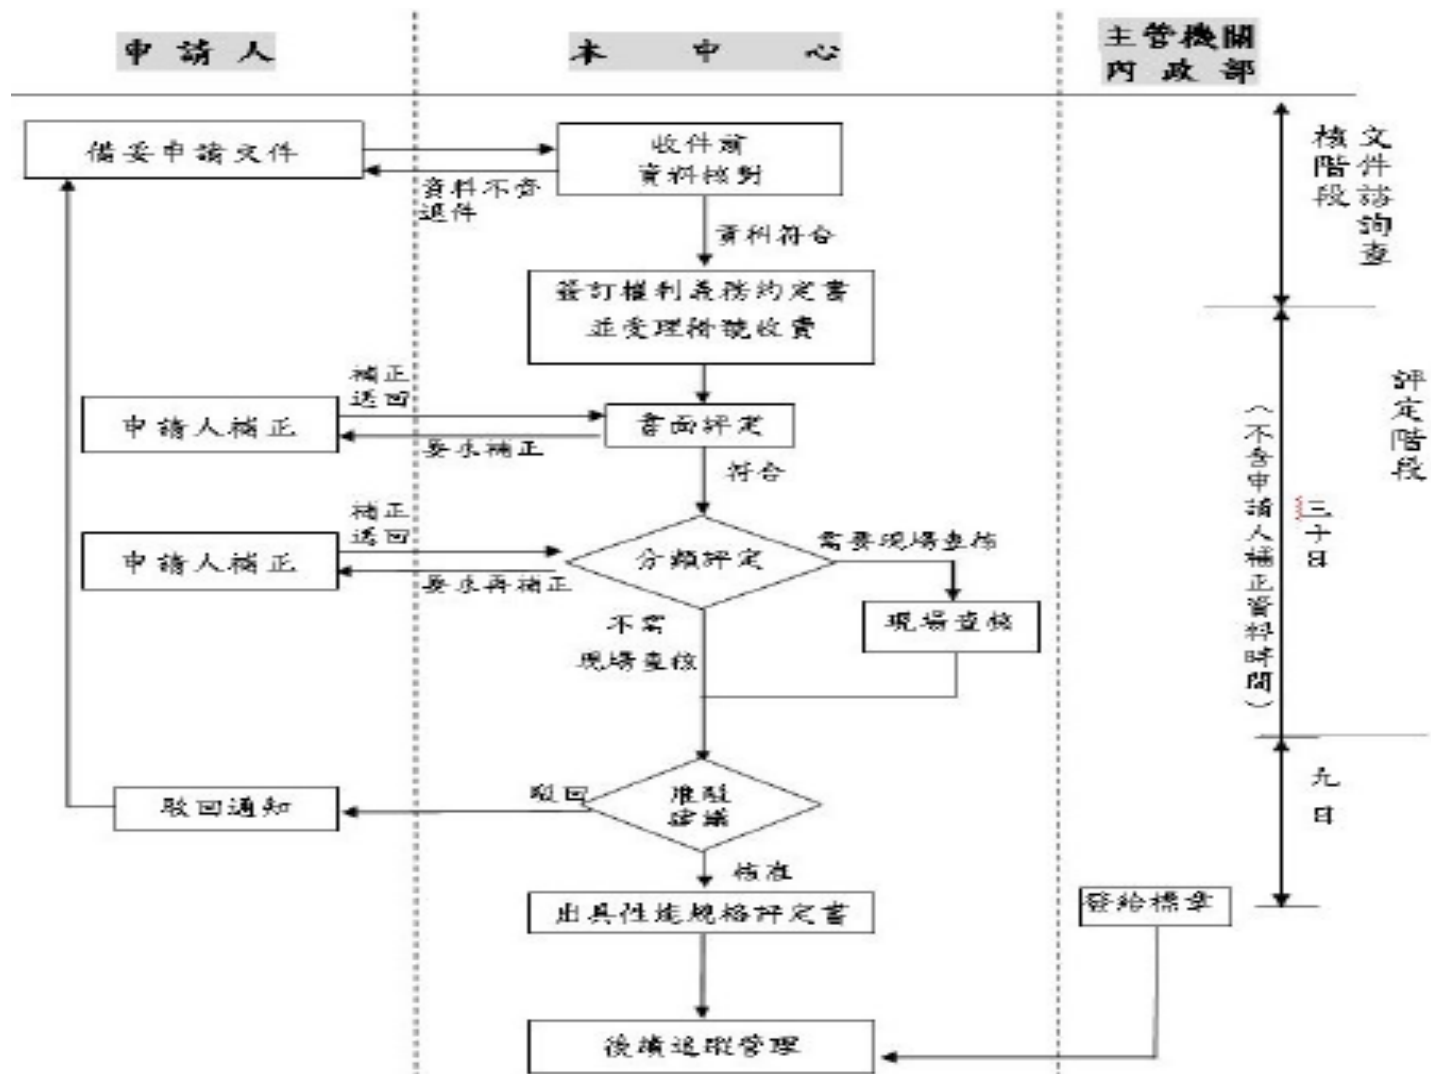 申請人
本中心
主管機關
內政部
備妥申請文件
收件前
資料核對
資料不齊
退件
資料符合
簽訂權利義務約定書
並受理掛號收費
補正
送回
申請人補正
書面評定
要求補正
符合
補正
送回
申請人補正
分類評定
要求再補正
需要現場查核
現場查核
不需
現場查核
准駁
建議
駁回
駁回通知
核准
出具性能規格評定書
發給標章
後續追蹤管理
文件諮詢查
核階段
評定階段
三十日
（不含申請人補正資料時間）
九日